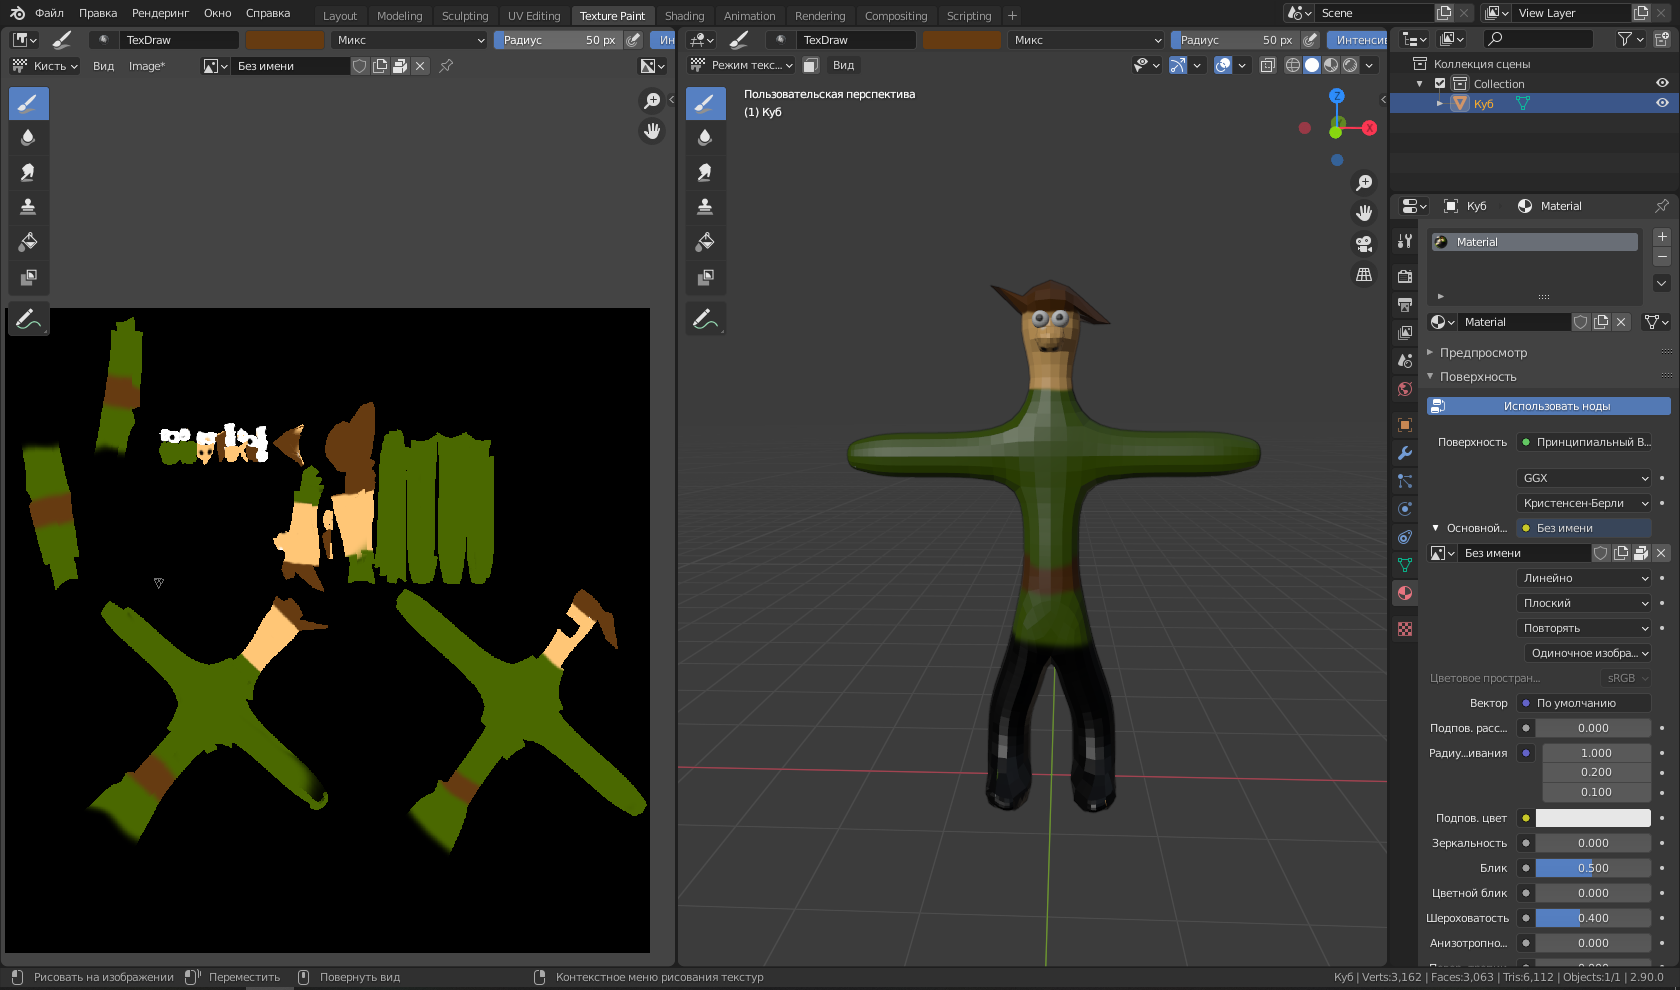 Файл Правка Рендеринг Окно Справка Layout Modeling Sculpting UV Editing Texture Paint Shading Animation Rendering Compositing Scripting + Scene View Layer
TexDraw Микс Радиус 50 px Ин
Кисть Вид Image* Без имени
TexDraw Микс Радиус 50 px Интенсив
Режим текс... Вид
Пользовательская перспектива
(1) Куб
Z
X
Коллекция сцены
Collection
Куб
Куб Material
Material
Material
Предпросмотр
Поверхность
Использовать ноды
Поверхность Принципиальный B...
GGX
Кристенсен-Берли
Основной... Без имени
Без имени
Линейно
Плоский
Повторять
Одиночное изобра...
Цветовое простран... sRGB
Вектор По умолчанию
Подпов. расс... 0.000
Радиу...ивания 1.000
0.200
0.100
Подпов. цвет
Зеркальность 0.000
Блик 0.500
Цветной блик 0.000
Шероховатость 0.400
Анизотропно... 0.000
Рисовать на изображении Переместить Повернуть вид Контекстное меню рисования текстур Куб | Verts:3,162 | Faces:3,063 | Tris:6,112 | Objects:1/1 | 2.90.0